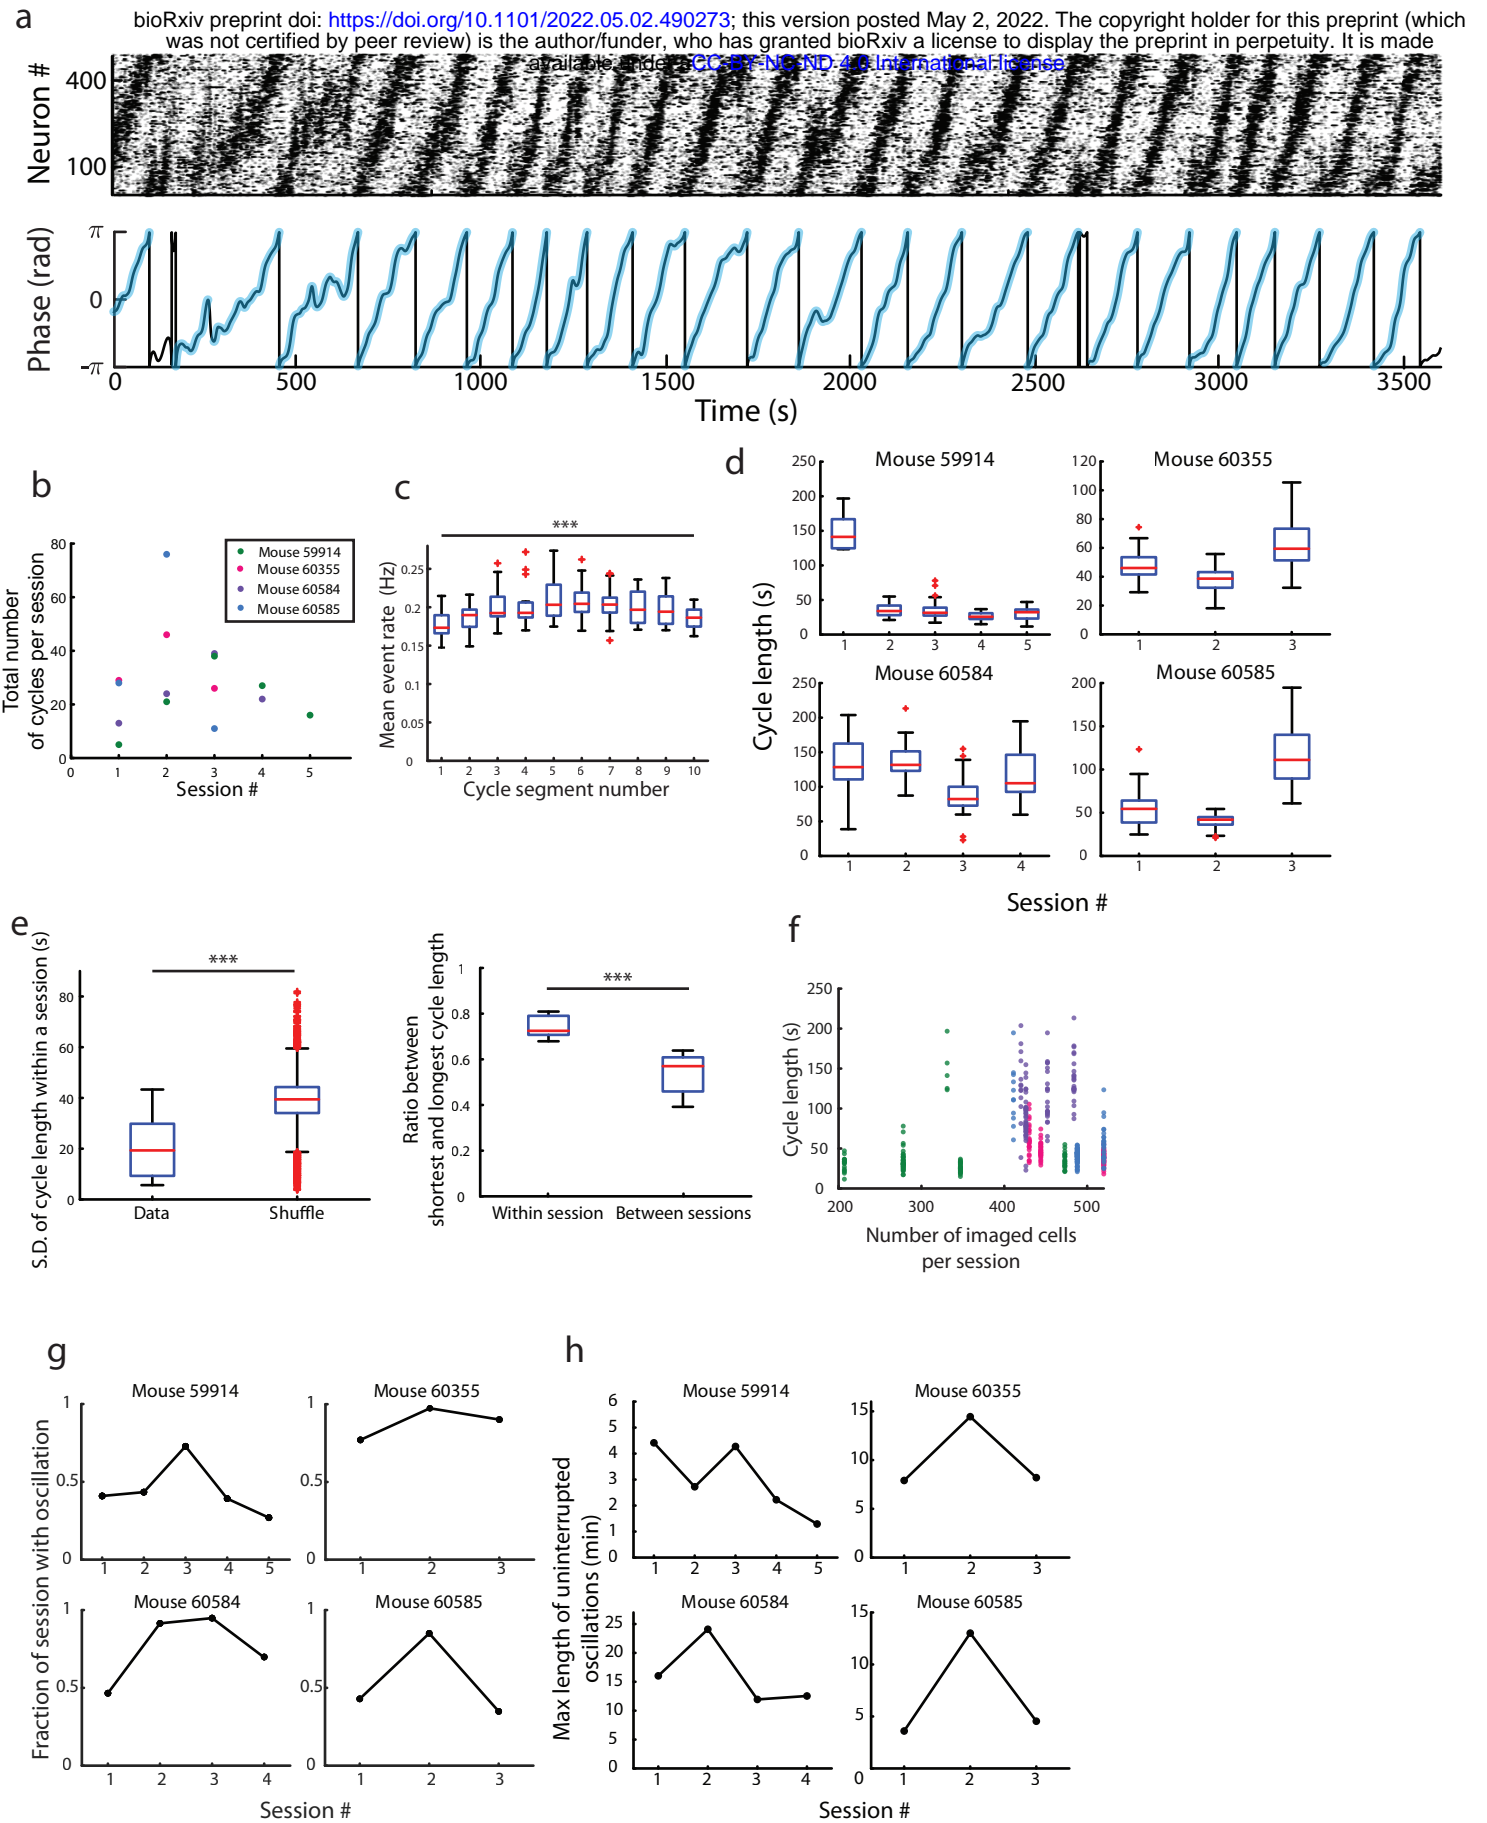 a
bioRxiv preprint doi: https://doi.org/10.1101/2022.05.02.490273; this version posted May 2, 2022. The copyright holder for this preprint (which
was not certified by peer review) is the author/funder, who has granted bioRxiv a license to display the preprint in perpetuity. It is made
available under aCC-BY-NC-ND 4.0 International license
Neuron #
400
100
Phase (rad)
π
0
-π
0 500 1000 1500 2000 2500 3000 3500
Time (s)
b
Total number
of cycles per session
80
60
40
20
0
0 1 2 3 4 5
Session #
Mouse 59914
Mouse 60355
Mouse 60584
Mouse 60585
c
***
Mean event rate (Hz)
0.25
0.2
0.15
0.1
0.05
0
1 2 3 4 5 6 7 8 9 10
Cycle segment number
d
Cycle length (s)
Mouse 59914
250
200
150
100
50
0
1 2 3 4 5
Mouse 60355
120
100
80
60
40
20
0
1 2 3
Mouse 60584
250
200
150
100
50
0
1 2 3 4
Mouse 60585
200
150
100
50
0
1 2 3
Session #
e
S.D. of cycle length within a session (s)
***
80
60
40
20
0
Data Shuffle
Ratio between
shortest and longest cycle length
***
1
0.8
0.6
0.4
0.2
0
Within session Between sessions
f
Cycle length (s)
250
200
150
100
50
0
200 300 400 500
Number of imaged cells
per session
g
Fraction of session with oscillation
Mouse 59914
1
0.5
0
1 2 3 4 5
Mouse 60355
1
0.5
0
1 2 3
Mouse 60584
1
0.5
0
1 2 3 4
Mouse 60585
1
0.5
0
1 2 3
Session #
h
Max length of uninterrupted
oscillations (min)
Mouse 59914
6
5
4
3
2
1
0
1 2 3 4 5
Mouse 60355
15
10
5
0
1 2 3
Mouse 60584
25
20
15
10
5
0
1 2 3 4
Mouse 60585
15
10
5
0
1 2 3
Session #